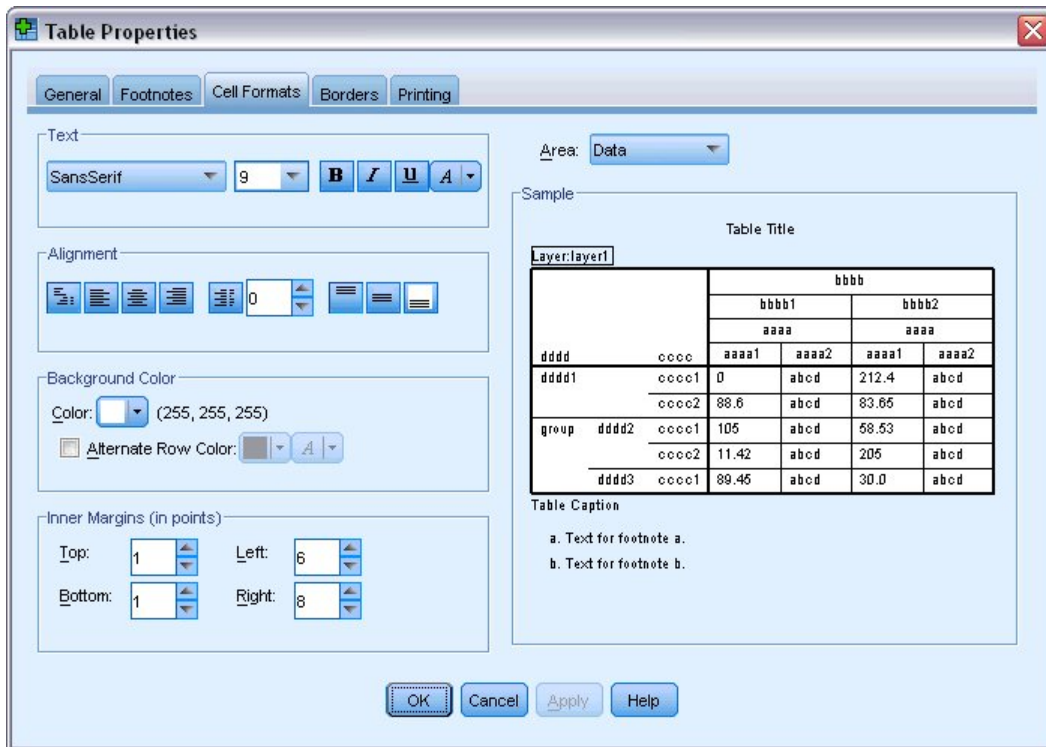 Table Properties
General Footnotes Cell Formats Borders Printing
Text
SansSerif 9 B I U A
Alignment
0
Background Color
Color: (255, 255, 255)
Alternate Row Color: A
Inner Margins (in points)
Top: 1 Left: 6
Bottom: 1 Right: 8
Area: Data
Sample
Table Title
Layer:layer1
bbbb
bbbb1 bbbb2
aaaa aaaa
dddd cccc aaaa1 aaaa2 aaaa1 aaaa2
dddd1 cccc1 0 abcd 212.4 abcd
cccc2 88.6 abcd 83.65 abcd
group dddd2 cccc1 105 abcd 58.53 abcd
cccc2 11.42 abcd 205 abcd
dddd3 cccc1 89.45 abcd 30.0 abcd
Table Caption
a. Text for footnote a.
b. Text for footnote b.
OK Cancel Apply Help